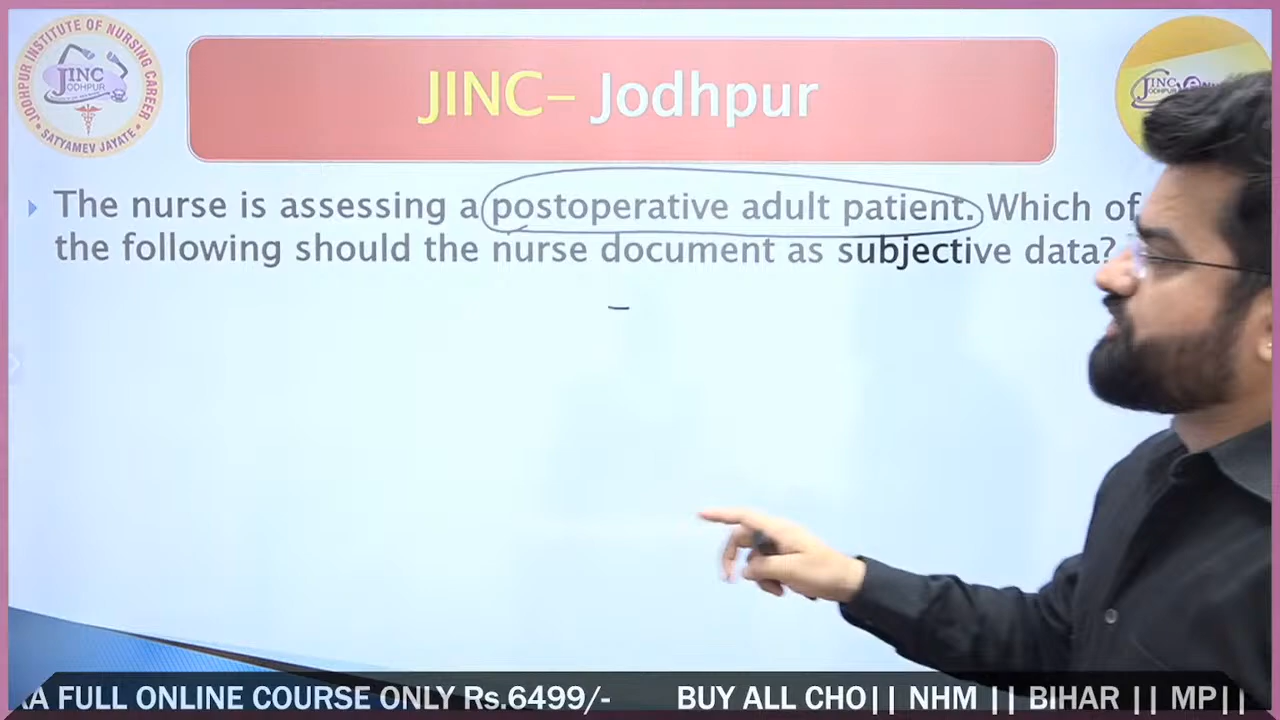 JODHPUR INSTITUTE OF NURSING CAREER
JINC
JODHPUR
SATYAMEV JAYATE
JINC– Jodhpur
JINC
JODHPUR
The nurse is assessing a postoperative adult patient. Which of
the following should the nurse document as subjective data?
A FULL ONLINE COURSE ONLY Rs.6499/- BUY ALL CHO|| NHM || BIHAR || MP||